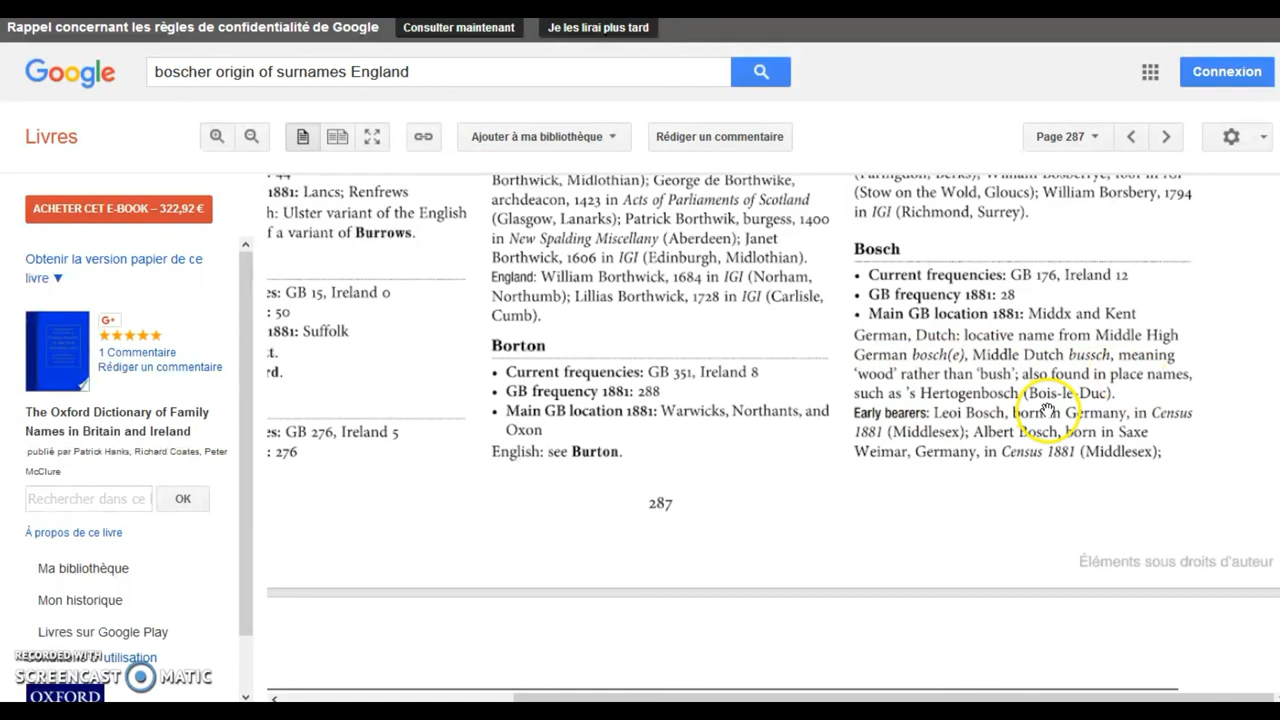 Rappel concernant les règles de confidentialité de Google
Consulter maintenant
Je les lirai plus tard
Google
boscher origin of surnames England
Connexion
Livres
Ajouter à ma bibliothèque
Rédiger un commentaire
Page 287
ACHETER CET E-BOOK – 322,92 €
Obtenir la version papier de ce
livre ▼
G+
1 Commentaire
Rédiger un commentaire
The Oxford Dictionary of Family
Names in Britain and Ireland
publié par Patrick Hanks, Richard Coates, Peter
McClure
Rechercher dans ce l
OK
À propos de ce livre
Ma bibliothèque
Mon historique
Livres sur Google Play
d'utilisation
RECORDED WITH
SCREENCAST MATIC
OXFORD
1881: Lancs; Renfrews
h: Ulster variant of the English
f a variant of Burrows.
es: GB 15, Ireland 0
: 50
1881: Suffolk
t.
rd.
es: GB 276, Ireland 5
: 276
Borthwick, Midlothian); George de Borthwike,
archdeacon, 1423 in Acts of Parliaments of Scotland
(Glasgow, Lanarks); Patrick Borthwik, burgess, 1400
in New Spalding Miscellany (Aberdeen); Janet
Borthwick, 1606 in IGI (Edinburgh, Midlothian).
England: William Borthwick, 1684 in IGI (Norham,
Northumb); Lillias Borthwick, 1728 in IGI (Carlisle,
Cumb).
Borton
• Current frequencies: GB 351, Ireland 8
• GB frequency 1881: 288
• Main GB location 1881: Warwicks, Northants, and
Oxon
English: see Burton.
(Stow on the Wold, Gloucs); William Borsbery, 1794
in IGI (Richmond, Surrey).
Bosch
• Current frequencies: GB 176, Ireland 12
• GB frequency 1881: 28
• Main GB location 1881: Middx and Kent
German, Dutch: locative name from Middle High
German bosch(e), Middle Dutch bussch, meaning
‘wood’ rather than ‘bush’; also found in place names,
such as ’s Hertogenbosch (Bois-le-Duc).
Early bearers: Leoi Bosch, born in Germany, in Census
1881 (Middlesex); Albert Bosch, born in Saxe
Weimar, Germany, in Census 1881 (Middlesex);
287
Éléments sous droits d'auteur